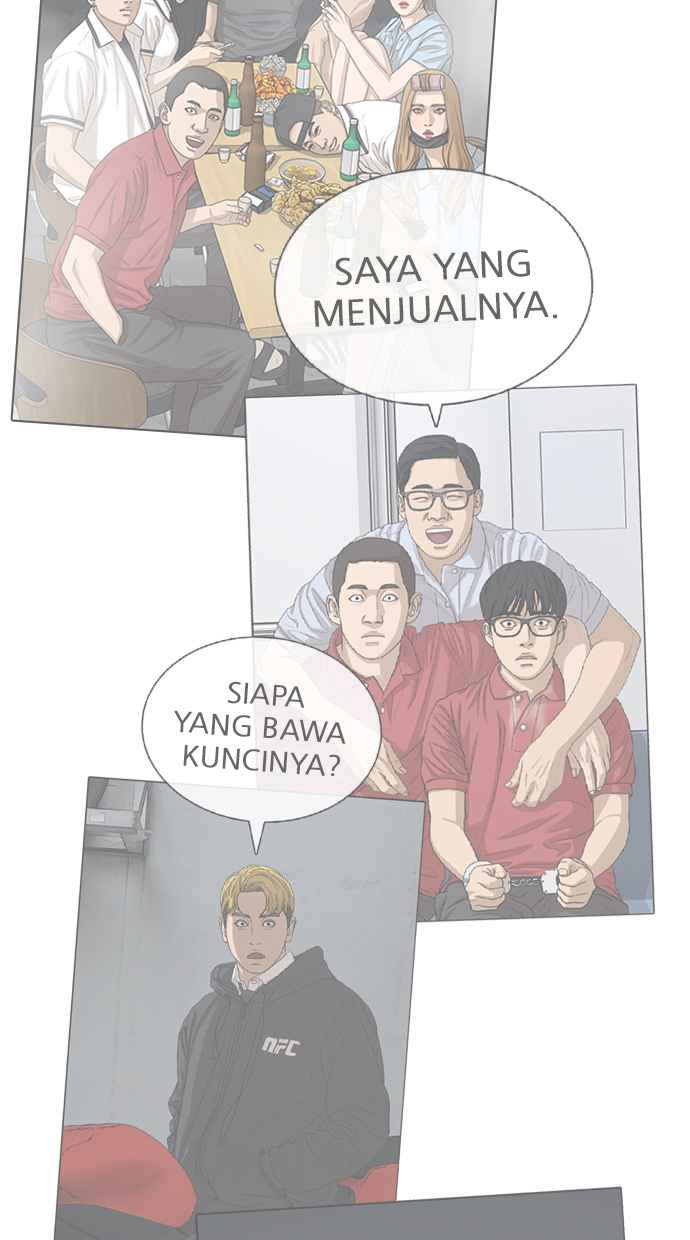 SAYA YANG
MENJUALNYA.
SIAPA
YANG BAWA
KUNCINYA?
NFC